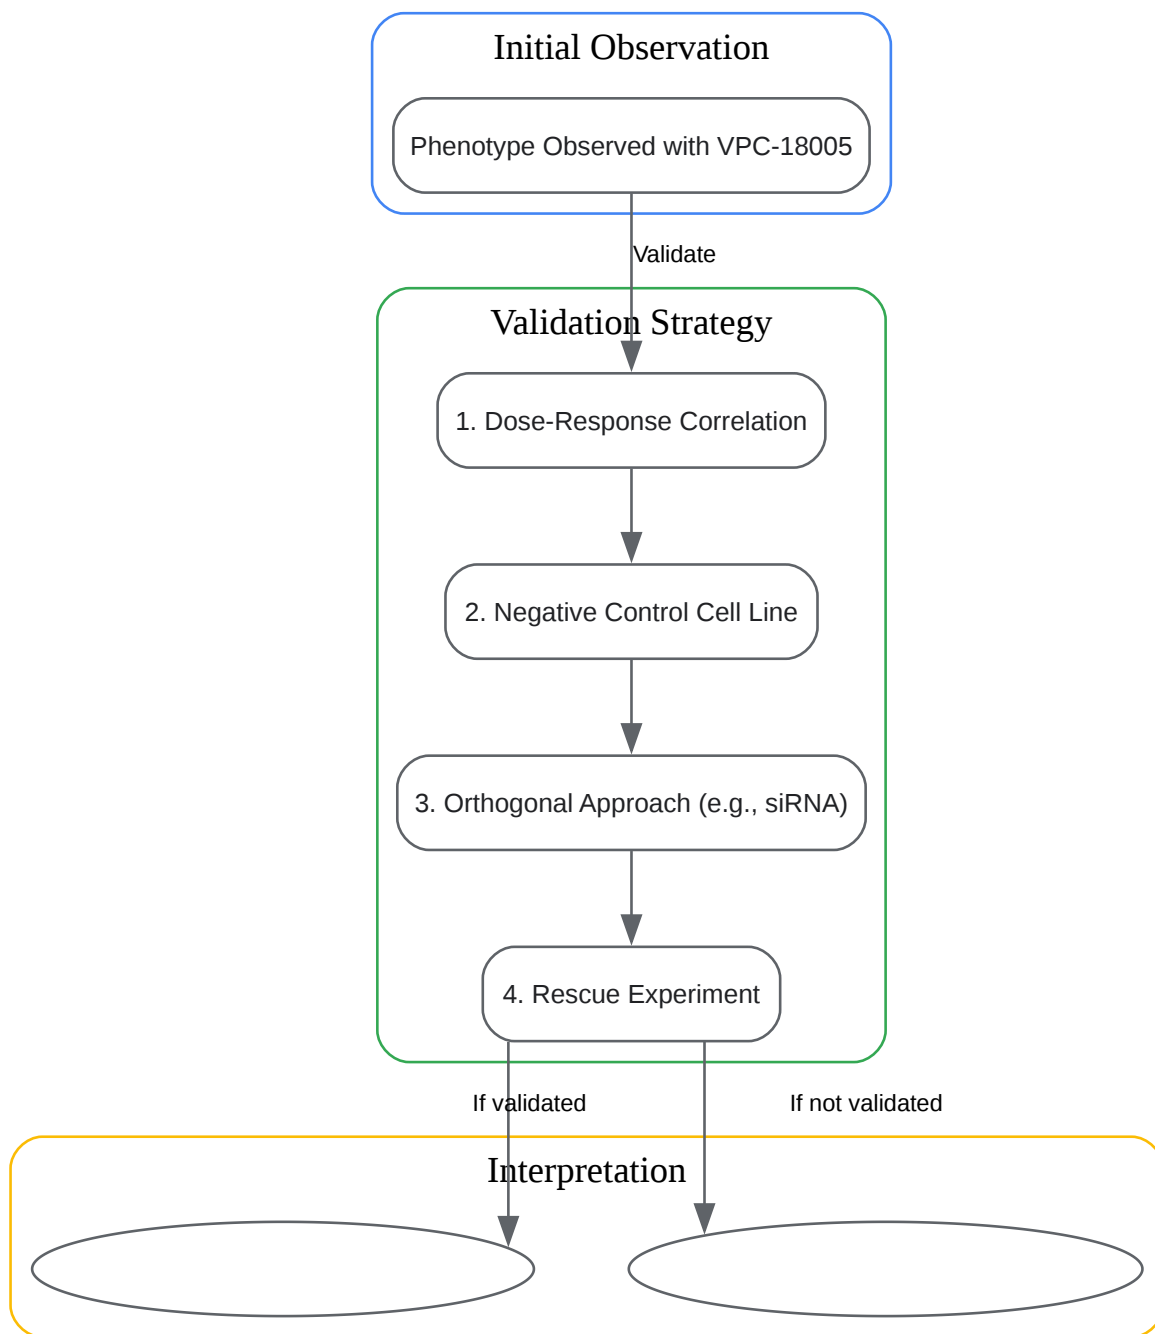 Initial Observation
Phenotype Observed with VPC-18005
Validate
Validation Strategy
1. Dose-Response Correlation
2. Negative Control Cell Line
3. Orthogonal Approach (e.g., siRNA)
4. Rescue Experiment
If validated
If not validated
Interpretation